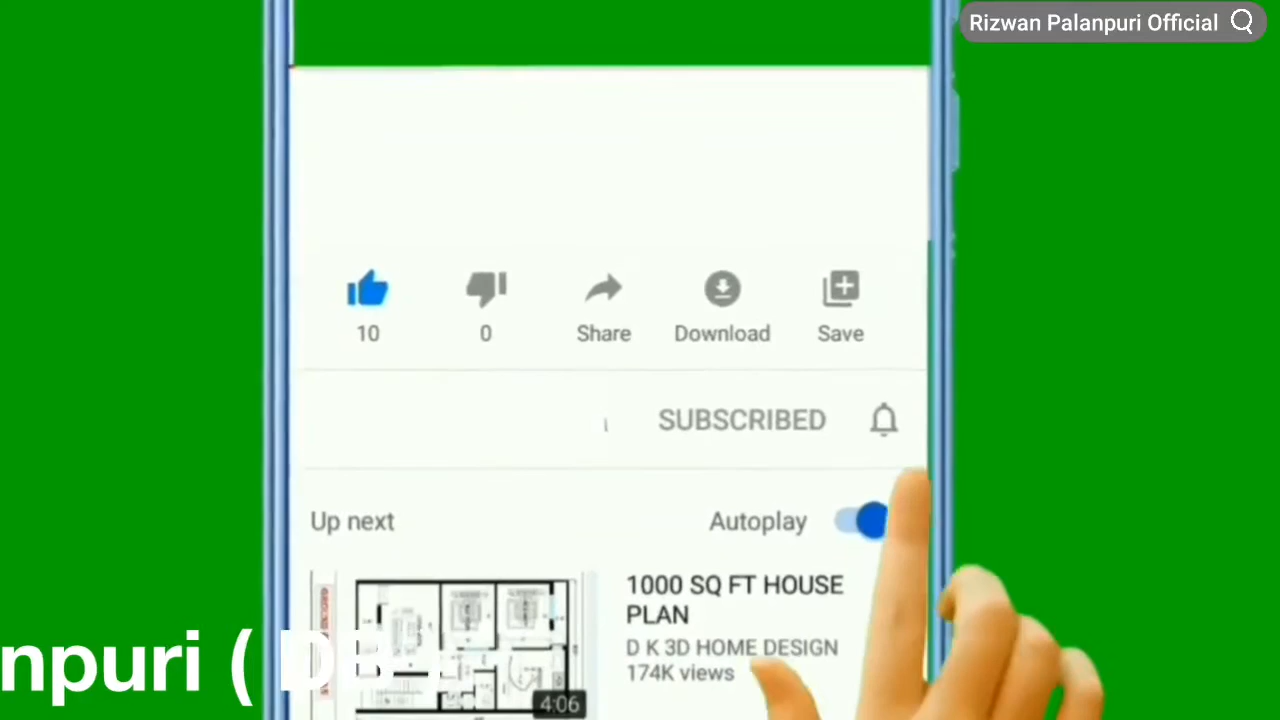 Rizwan Palanpuri Official
10
0
Share
Download
Save
SUBSCRIBED
Up next
Autoplay
1000 SQ FT HOUSE
PLAN
D K 3D HOME DESIGN
174K views
npuri ( DB
4:06